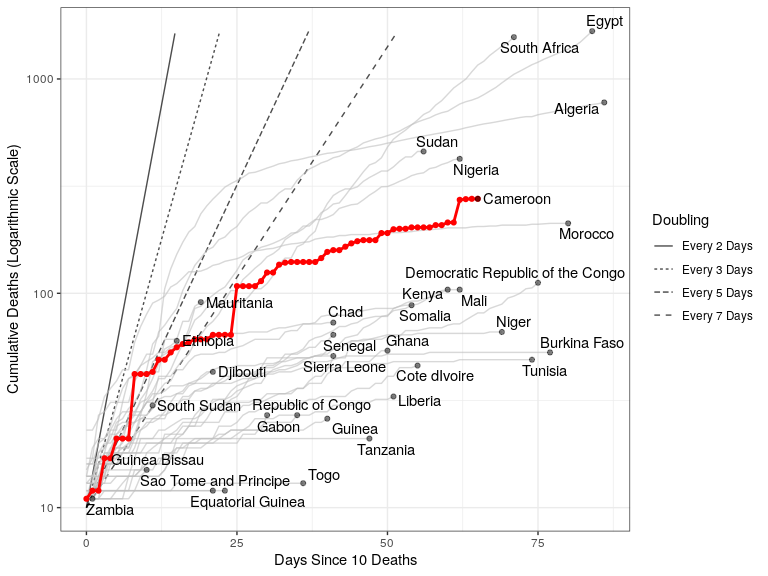 Egypt
South Africa
Algeria
Sudan
Nigeria
Cameroon
Morocco
Democratic Republic of the Congo
Kenya
Mali
Mauritania
Somalia
Chad
Niger
Ethiopia
Senegal
Ghana
Burkina Faso
Sierra Leone
Djibouti
Cote dIvoire
Tunisia
South Sudan
Republic of Congo
Liberia
Gabon
Guinea
Tanzania
Guinea Bissau
Sao Tome and Principe
Togo
Equatorial Guinea
Zambia
1000
100
10
0
25
50
75
Days Since 10 Deaths
Cumulative Deaths (Logarithmic Scale)
Doubling
Every 2 Days
Every 3 Days
Every 5 Days
Every 7 Days